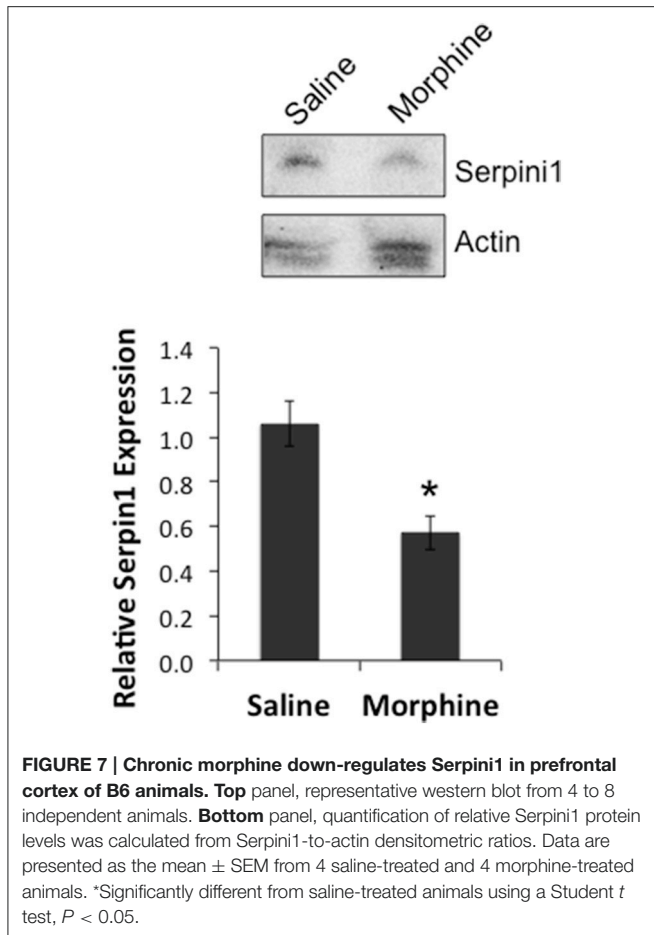 Saline
Morphine
Serpini1
Actin
Relative Serpin1 Expression
1.4
1.2
1.0
0.8
0.6
0.4
0.2
0.0
*
Saline Morphine
FIGURE 7 | Chronic morphine down-regulates Serpini1 in prefrontal
cortex of B6 animals. Top panel, representative western blot from 4 to 8
independent animals. Bottom panel, quantification of relative Serpini1 protein
levels was calculated from Serpini1-to-actin densitometric ratios. Data are
presented as the mean ± SEM from 4 saline-treated and 4 morphine-treated
animals. *Significantly different from saline-treated animals using a Student t
test, P < 0.05.